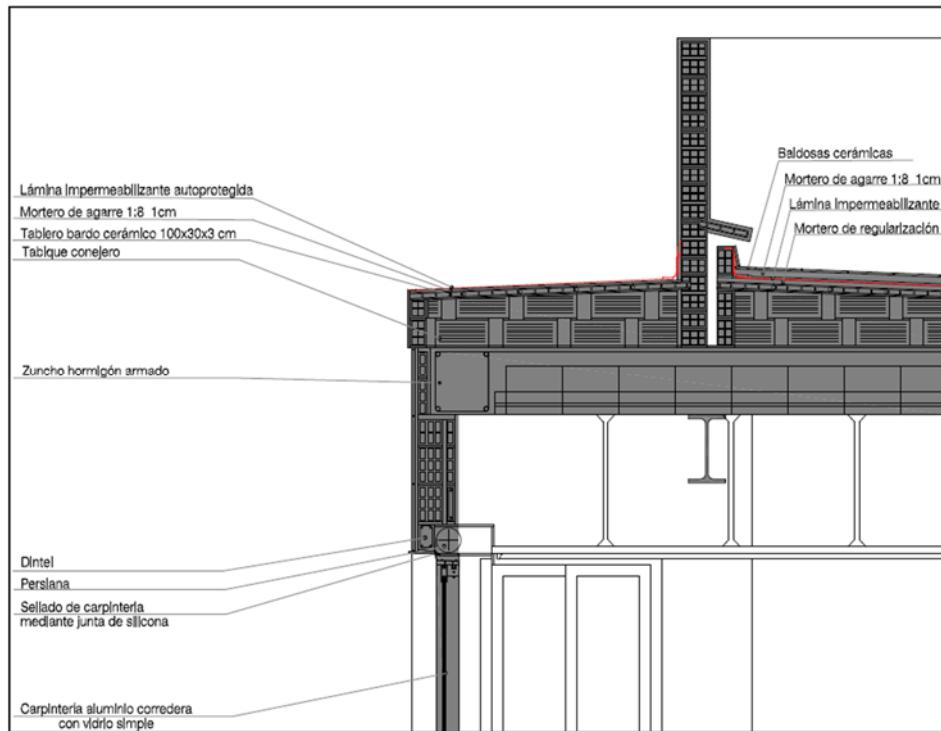 Baldosas cerámicas
Mortero de agarre 1:8 1cm
Lámina impermeabilizante
Mortero de regularización
Lámina impermeabilizante autoprotegida
Mortero de agarre 1:8 1cm
Tablero bardo cerámico 100x30x3 cm
Tabique conejero
Zuncho hormigón armado
Dintel
Persiana
Sellado de carpintería
mediante junta de silicona
Carpintería aluminio corredera
con vidrio simple